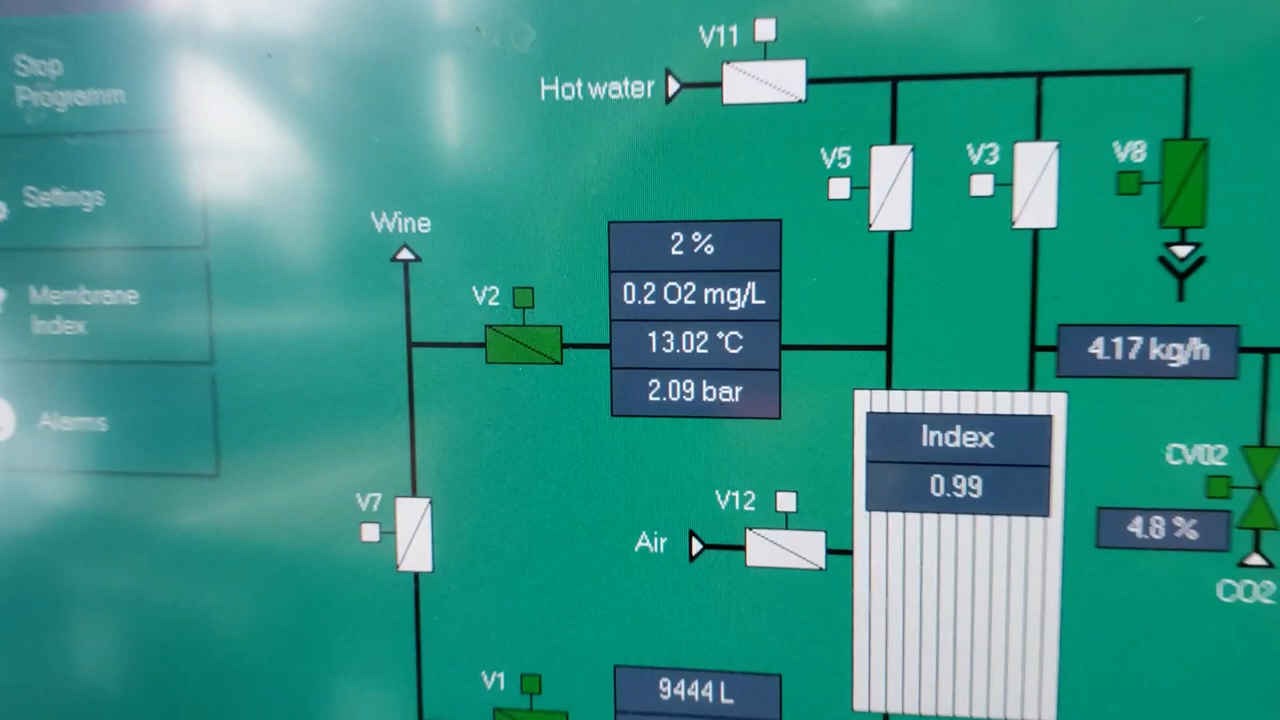 Stop
Programm
Settings
Membrane
Index
Alarms
V11
Hot water
V5
V3
V8
Wine
V2
2 %
0.2 O2 mg/L
13.02 °C
2.09 bar
4.17 kg/h
Index
0.99
CV02
4.8 %
CO2
V7
V12
Air
V1
9444 L